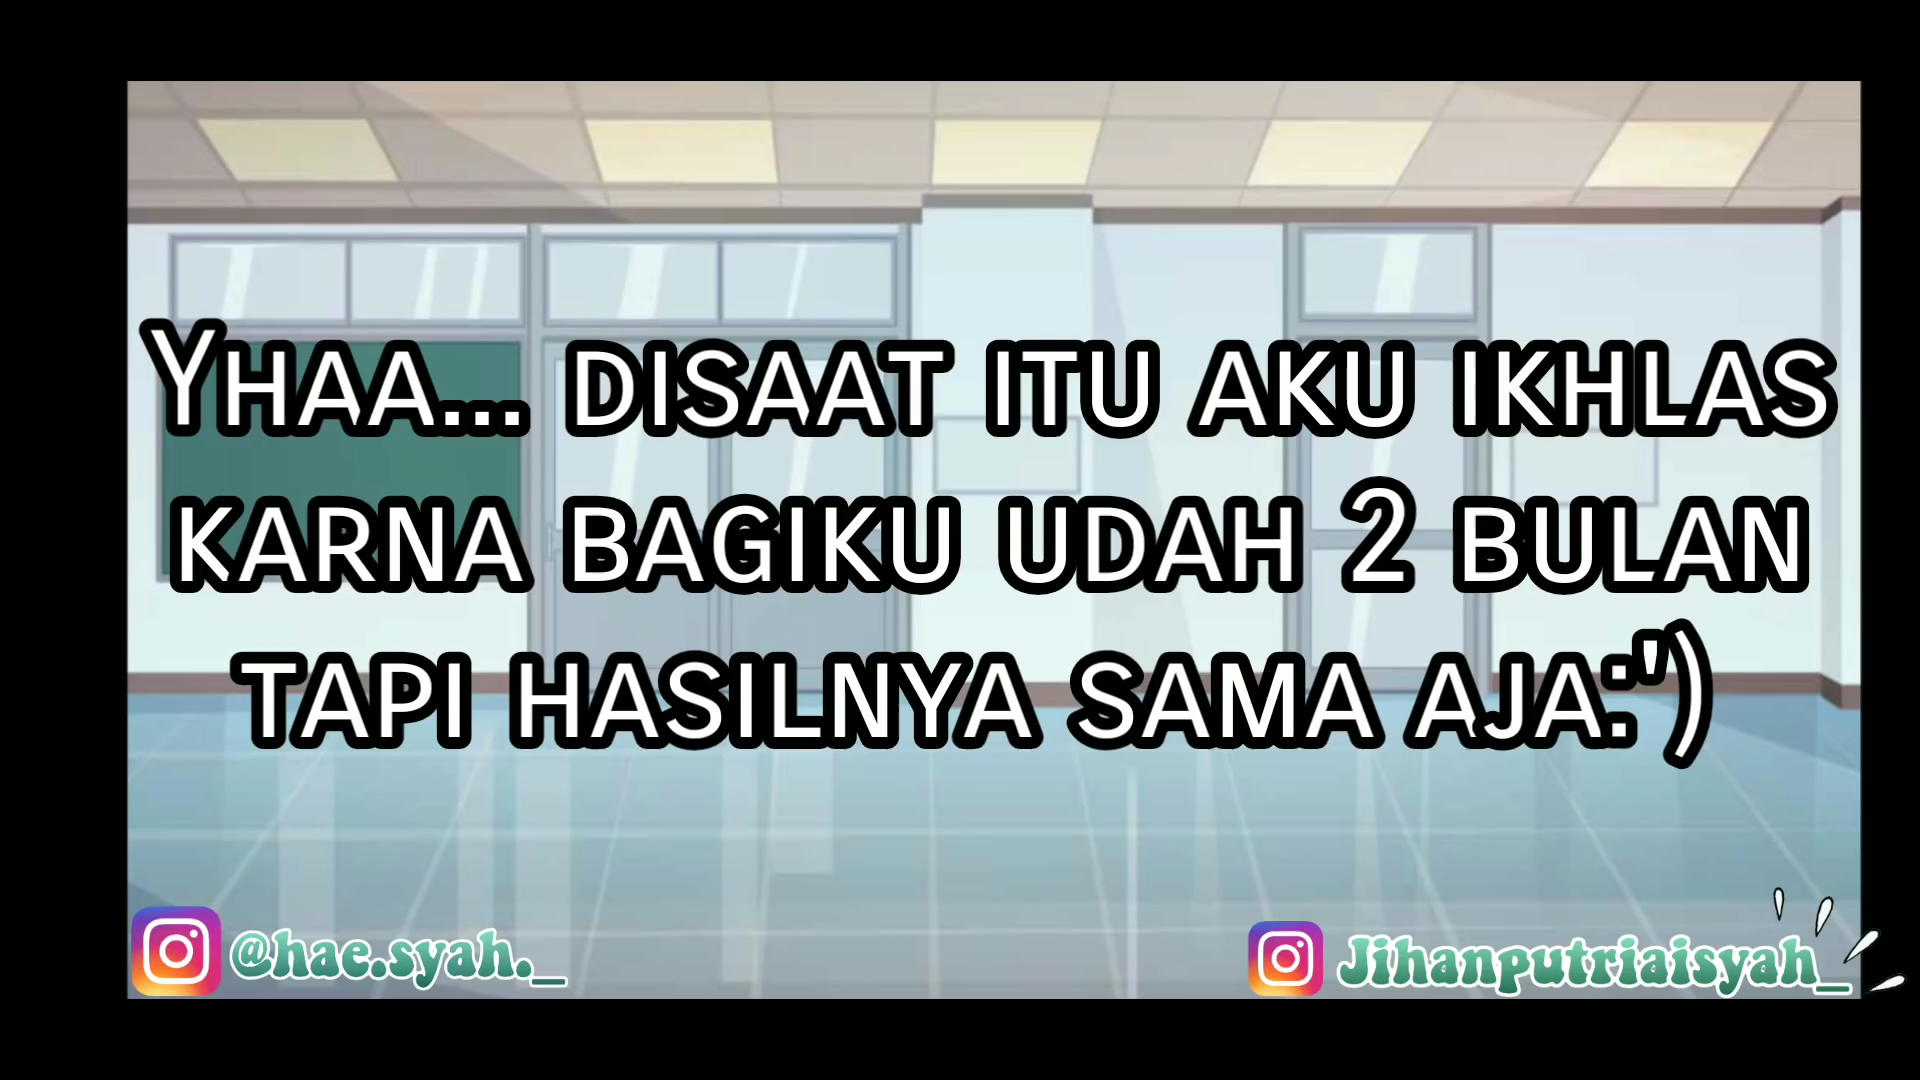 Yhaa... disaat itu aku ikhlas
karna bagiku udah 2 bulan
tapi hasilnya sama aja:")
@hae.syah._
Jihanputriaisyah_